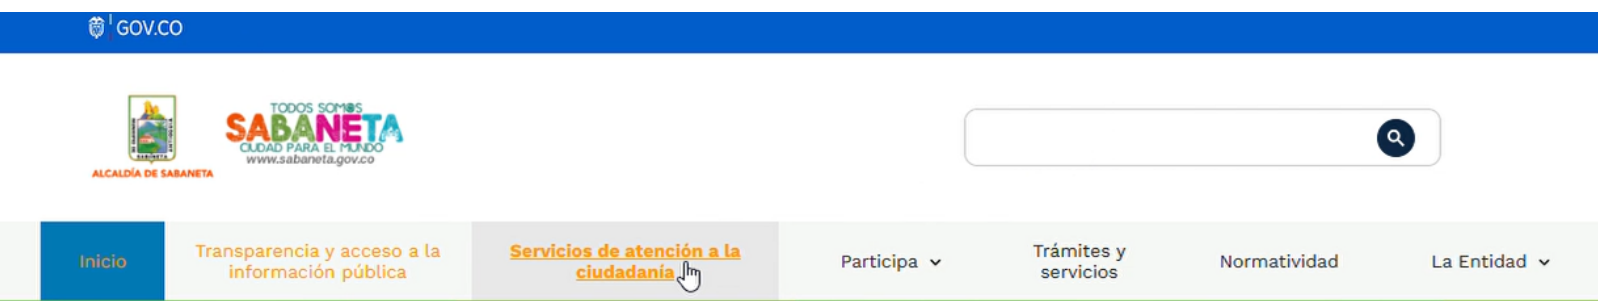 GOV.CO
TODOS SOMOS
SABANETA
CIUDAD PARA EL MUNDO
www.sabaneta.gov.co
ALCALDÍA DE SABANETA
Inicio
Transparencia y acceso a la
información pública
Servicios de atención a la
ciudadanía
Participa
Trámites y
servicios
Normatividad
La Entidad